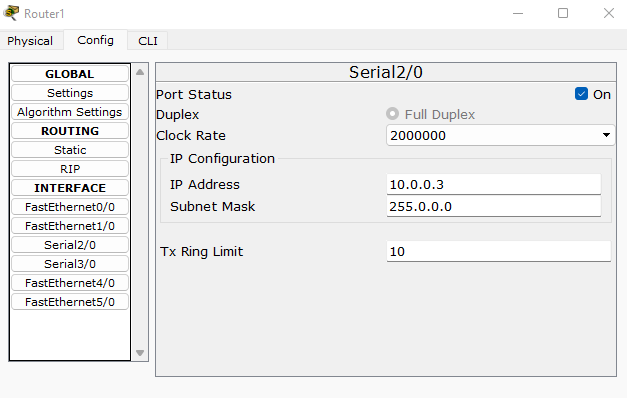 Router1
Physical Config CLI
GLOBAL
Settings
Algorithm Settings
ROUTING
Static
RIP
INTERFACE
FastEthernet0/0
FastEthernet1/0
Serial2/0
Serial3/0
FastEthernet4/0
FastEthernet5/0
Serial2/0
Port Status On
Duplex Full Duplex
Clock Rate 2000000
IP Configuration
IP Address 10.0.0.3
Subnet Mask 255.0.0.0
Tx Ring Limit 10